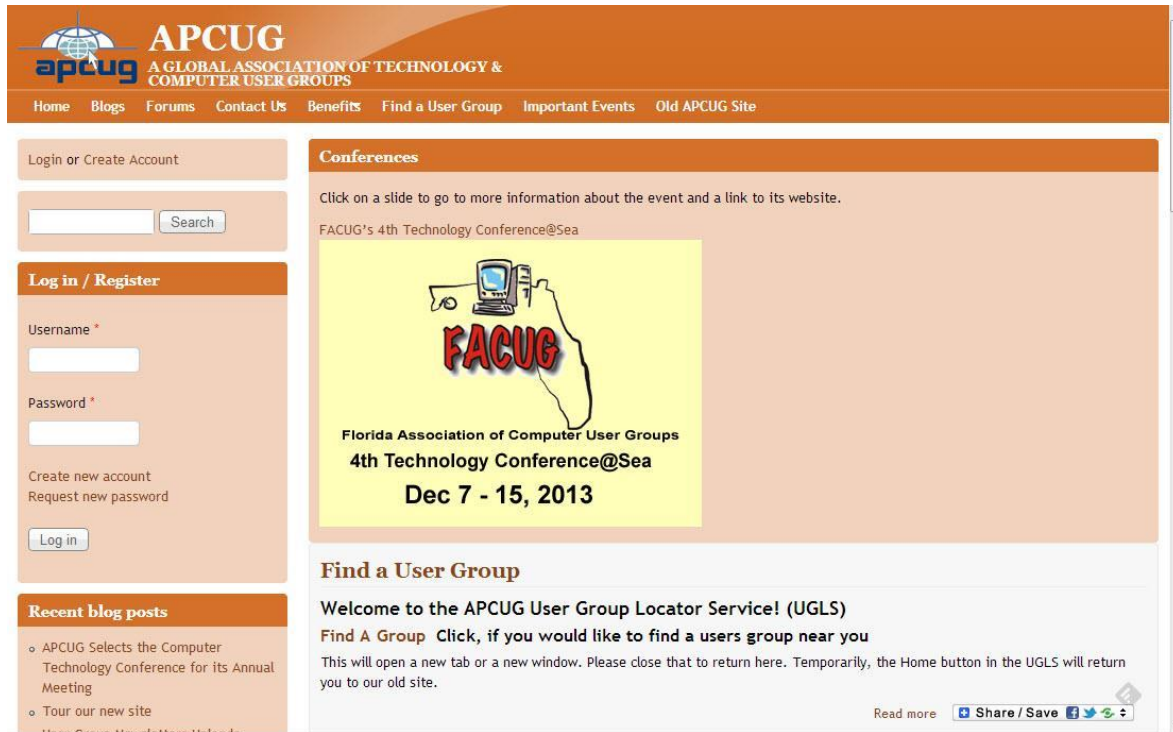 apcug
APCUG
A GLOBAL ASSOCIATION OF TECHNOLOGY &
COMPUTER USER GROUPS
Home Blogs Forums Contact Us Benefits Find a User Group Important Events Old APCUG Site
Login or Create Account
Search
Log in / Register
Username *
Password *
Create new account
Request new password
Log in
Recent blog posts
APCUG Selects the Computer
Technology Conference for its Annual
Meeting
Tour our new site
Conferences
Click on a slide to go to more information about the event and a link to its website.
FACUG's 4th Technology Conference@Sea
FACUG
Florida Association of Computer User Groups
4th Technology Conference@Sea
Dec 7 - 15, 2013
Find a User Group
Welcome to the APCUG User Group Locator Service! (UGLS)
Find A Group Click, if you would like to find a users group near you
This will open a new tab or a new window. Please close that to return here. Temporarily, the Home button in the UGLS will return
you to our old site.
Read more Share / Save